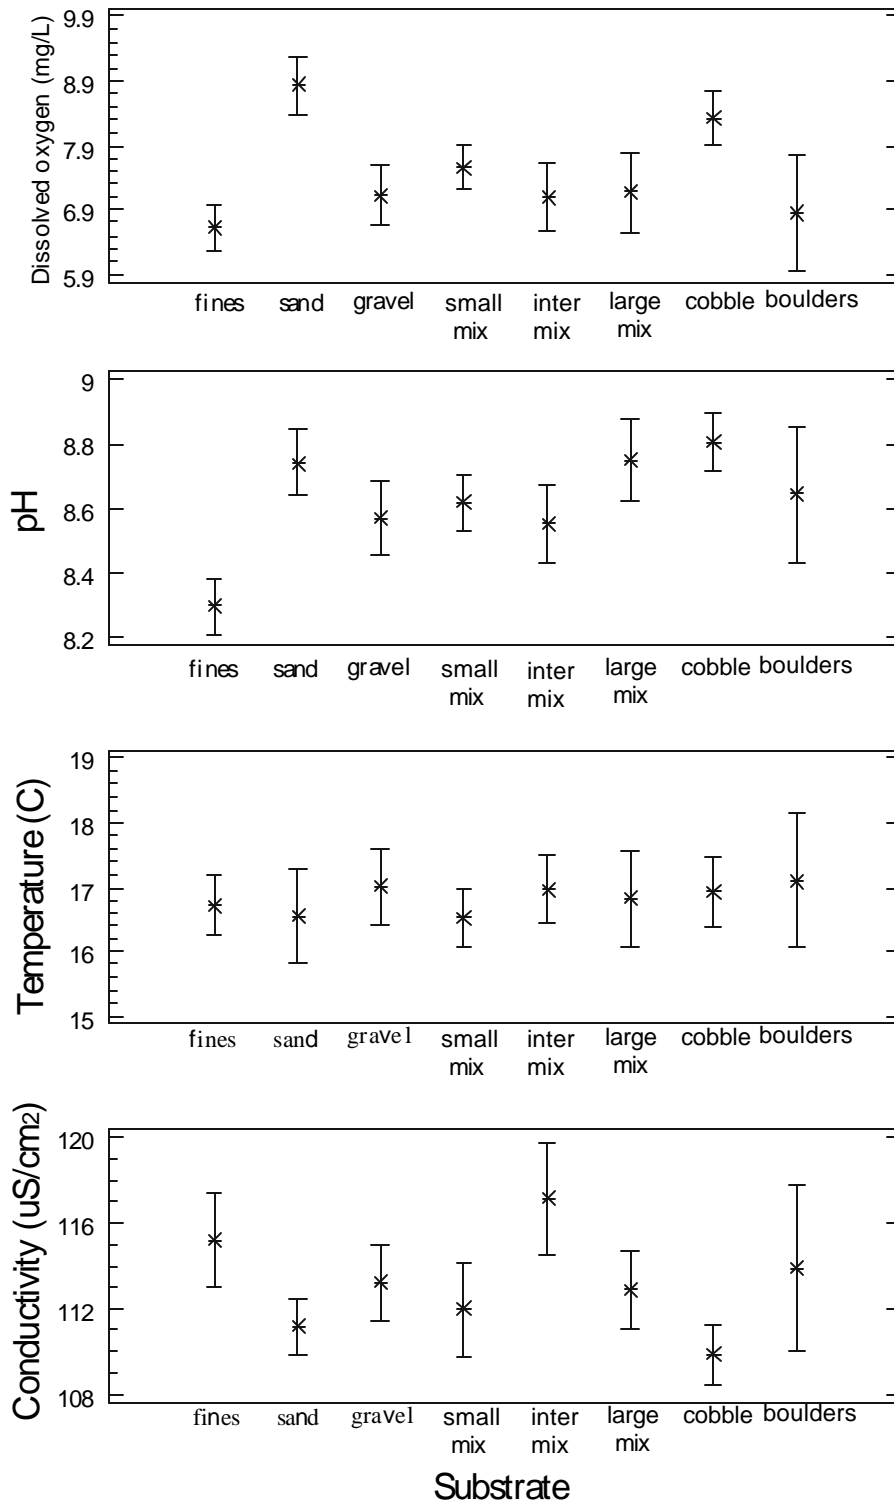 Dissolved oxygen (mg/L)
9.9
8.9
7.9
6.9
5.9
fines sand gravel small mix inter mix large mix cobble boulders
pH
9
8.8
8.6
8.4
8.2
fines sand gravel small mix inter mix large mix cobble boulders
Temperature (C)
19
18
17
16
15
fines sand gravel small mix inter mix large mix cobble boulders
Conductivity (uS/cm2)
120
116
112
108
fines sand gravel small mix inter mix large mix cobble boulders
Substrate